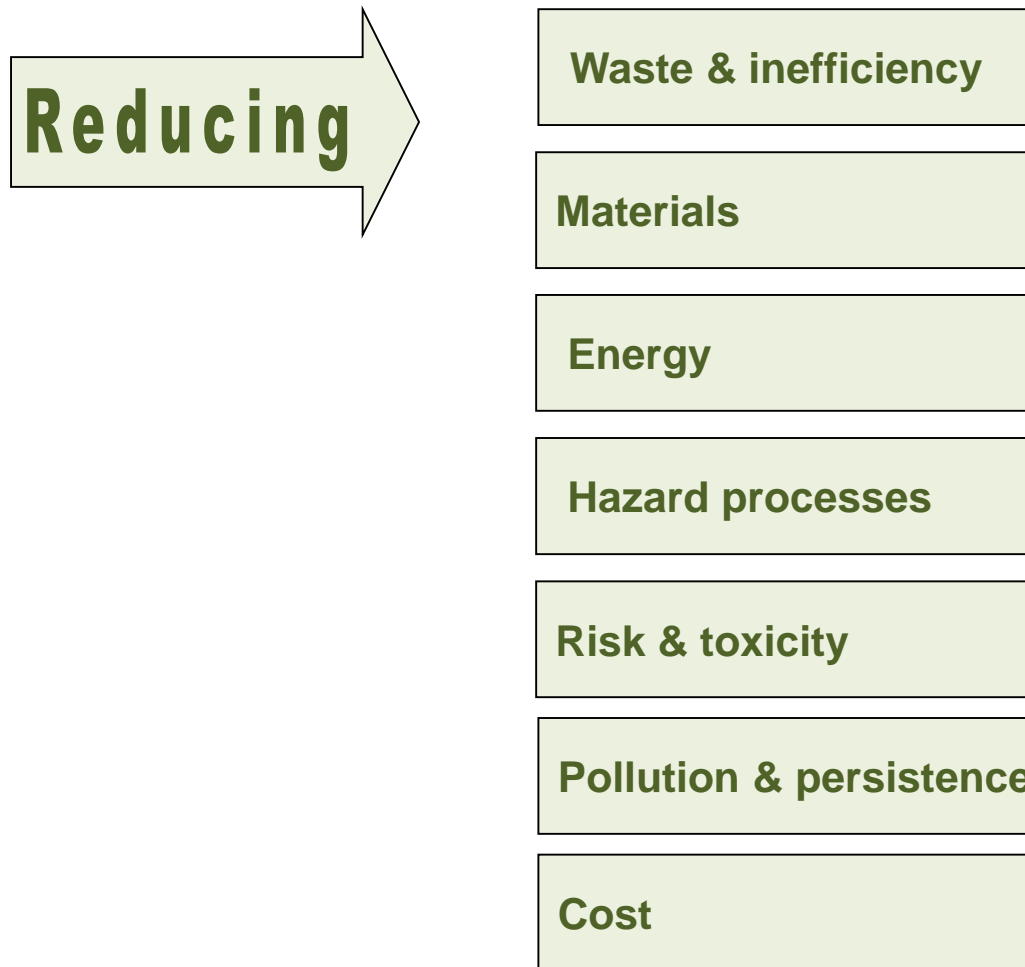 Reducing
Waste & inefficiency
Materials
Energy
Hazard processes
Risk & toxicity
Pollution & persistence
Cost